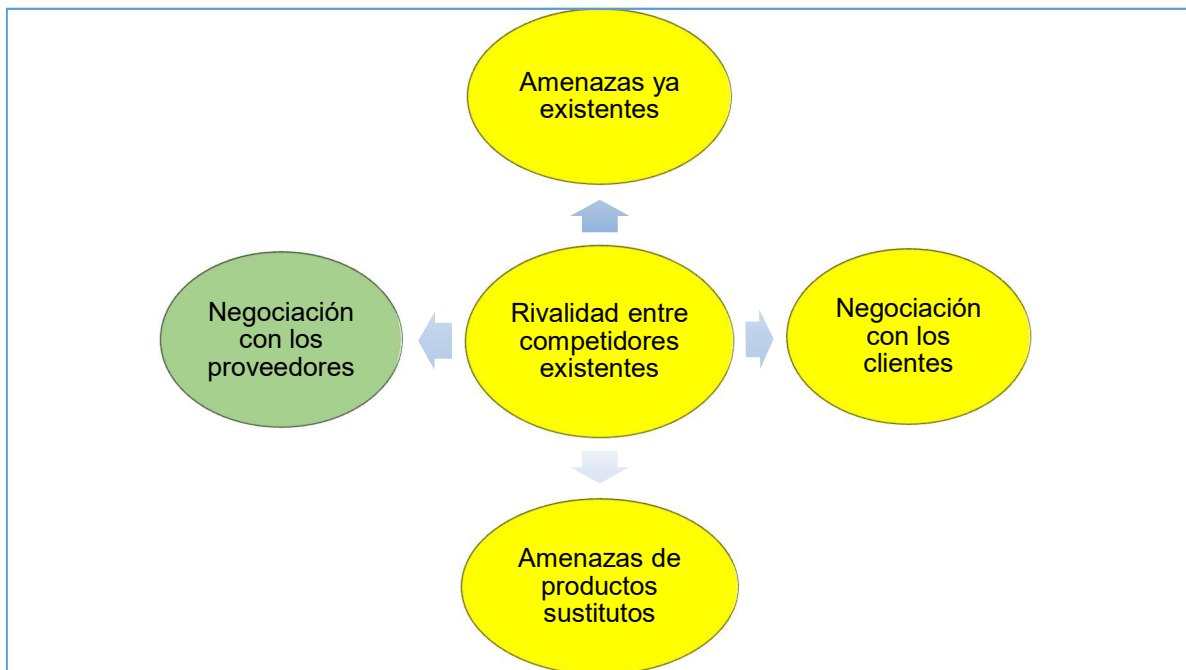 Amenazas ya
existentes
Negociación
con los
proveedores
Rivalidad entre
competidores
existentes
Negociación
con los
clientes
Amenazas de
productos
sustitutos